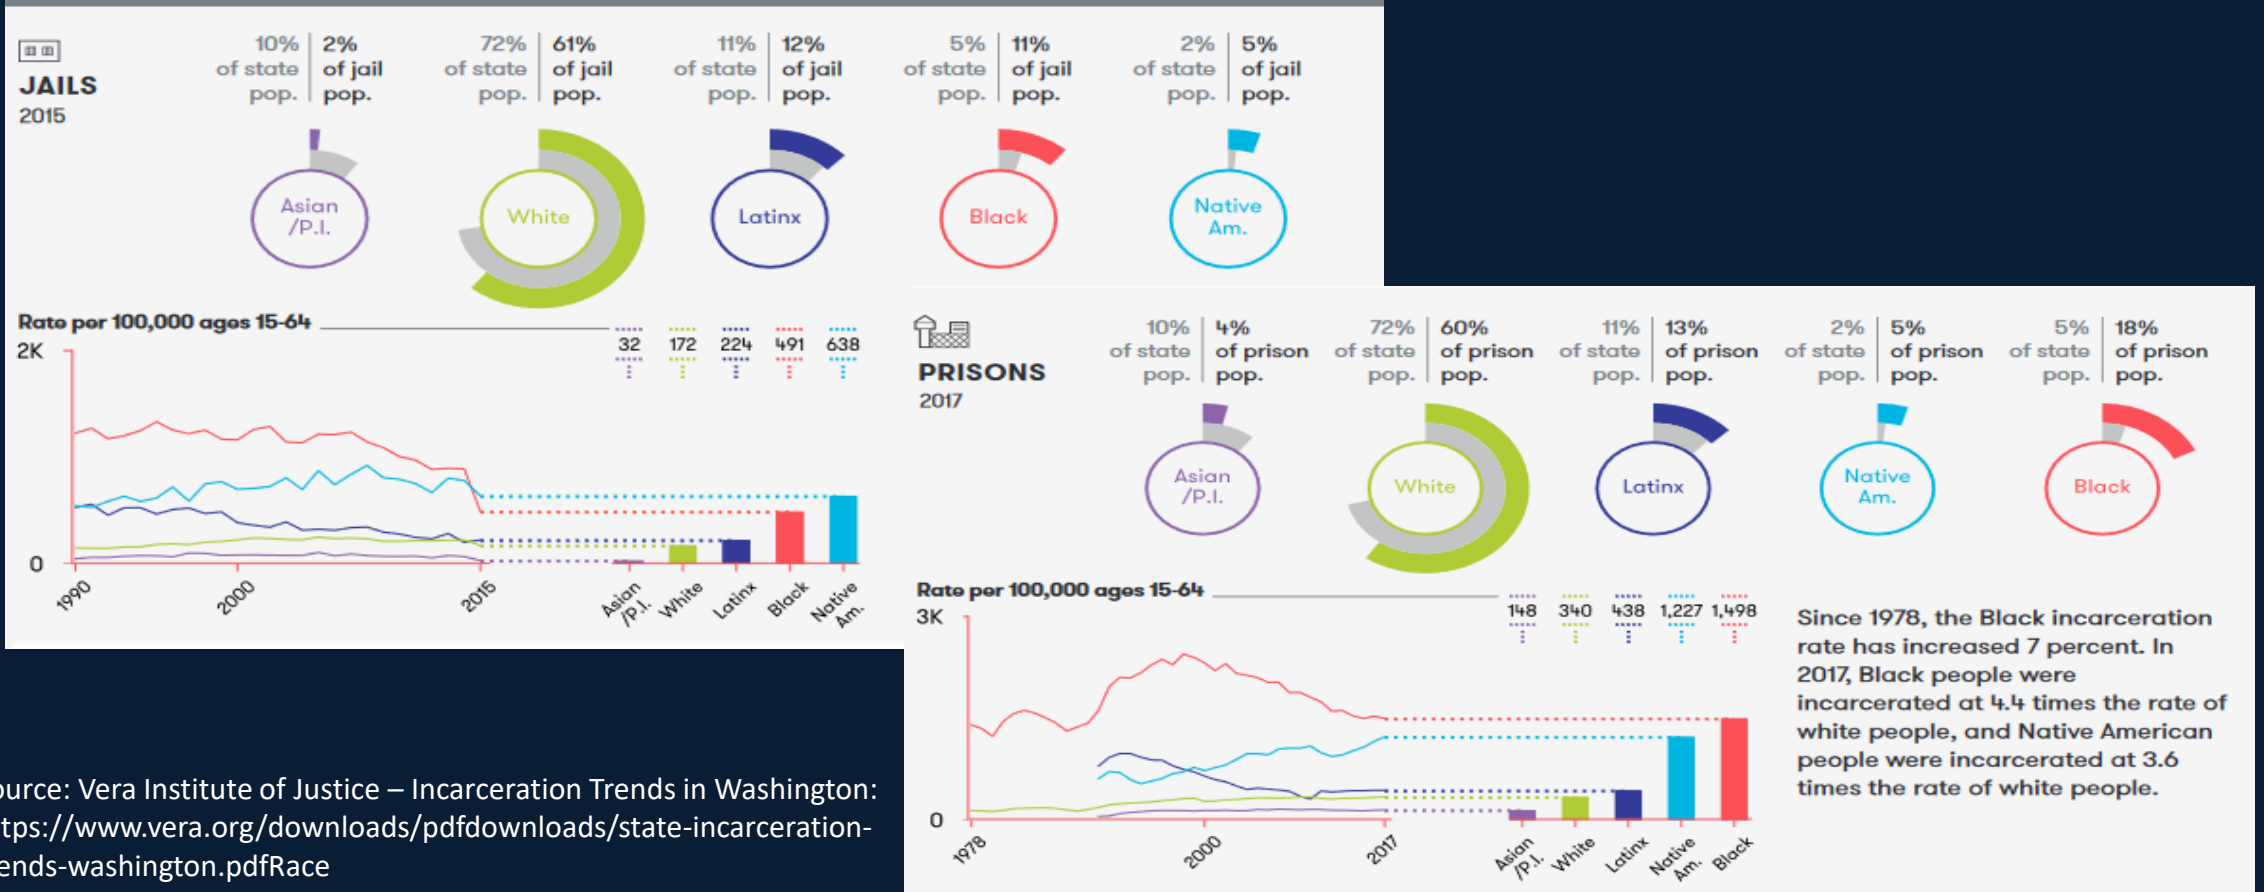 JAILS
2015
10% of state pop. 2% of jail pop.
72% of state pop. 61% of jail pop.
11% of state pop. 12% of jail pop.
5% of state pop. 11% of jail pop.
2% of state pop. 5% of jail pop.
Asian
/P.I.
White
Latinx
Black
Native
Am.
Rate per 100,000 ages 15-64
32 172 224 491 638
2K
0
1990
2000
2015
Asian
/P.I.
White
Latinx
Black
Native
Am.
PRISONS
2017
10% of state pop. 4% of prison pop.
72% of state pop. 60% of prison pop.
11% of state pop. 13% of prison pop.
2% of state pop. 5% of prison pop.
5% of state pop. 18% of prison pop.
Asian
/P.I.
White
Latinx
Native
Am.
Black
Rate per 100,000 ages 15-64
148 340 438 1,227 1,498
3K
0
1978
2000
2017
Asian
/P.I.
White
Latinx
Native
Am.
Black
Since 1978, the Black incarceration
rate has increased 7 percent. In
2017, Black people were
incarcerated at 4.4 times the rate of
white people, and Native American
people were incarcerated at 3.6
times the rate of white people.
ource: Vera Institute of Justice – Incarceration Trends in Washington:
tps://www.vera.org/downloads/pdfdownloads/state-incarceration-
ends-washington.pdfRace